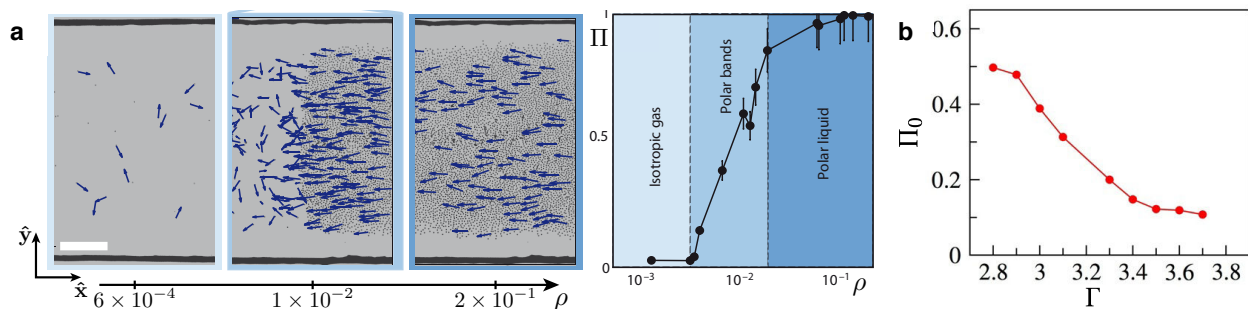 a
ŷ
x̂
6 × 10⁻⁴
1 × 10⁻²
2 × 10⁻¹
ρ
Π
1
0.5
0
Isotropic gas
Polar bands
Polar liquid
10⁻³
10⁻²
10⁻¹
ρ
b
Π₀
0.6
0.4
0.2
0
2.8
3
3.2
3.4
3.6
3.8
Γ